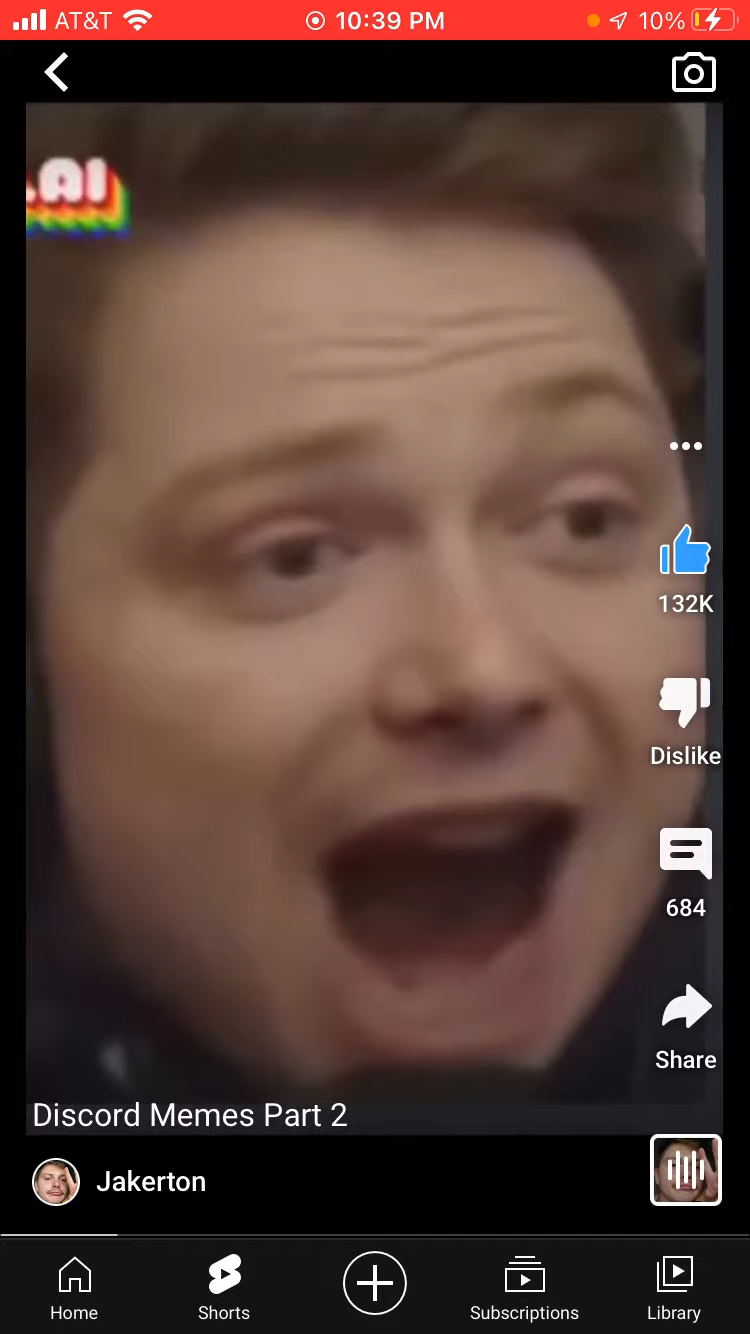 AT&T 10:39 PM 10%
.AI
132K
Dislike
684
Share
Discord Memes Part 2
Jakerton
Home Shorts Subscriptions Library